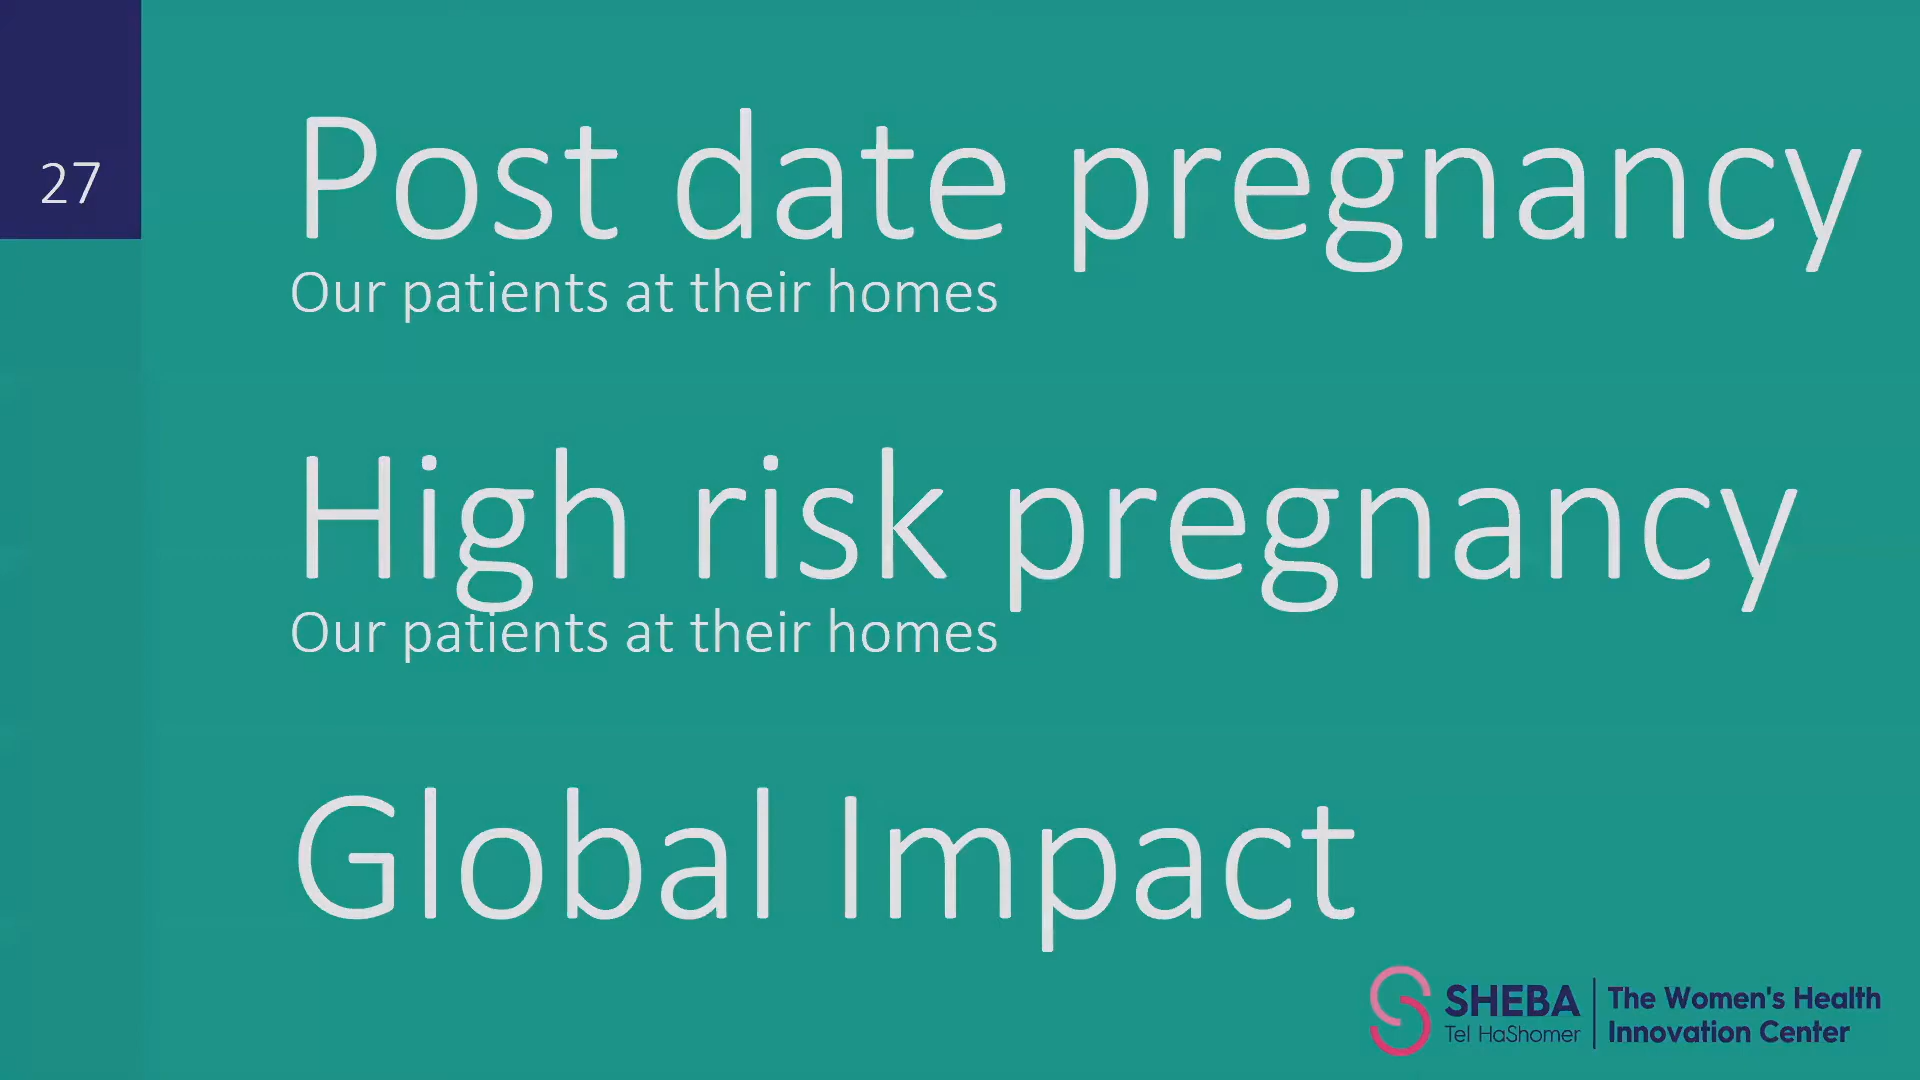 27
Post date pregnancy
Our patients at their homes
High risk pregnancy
Our patients at their homes
Global Impact
SHEBA
Tel HaShomer
The Women's Health
Innovation Center